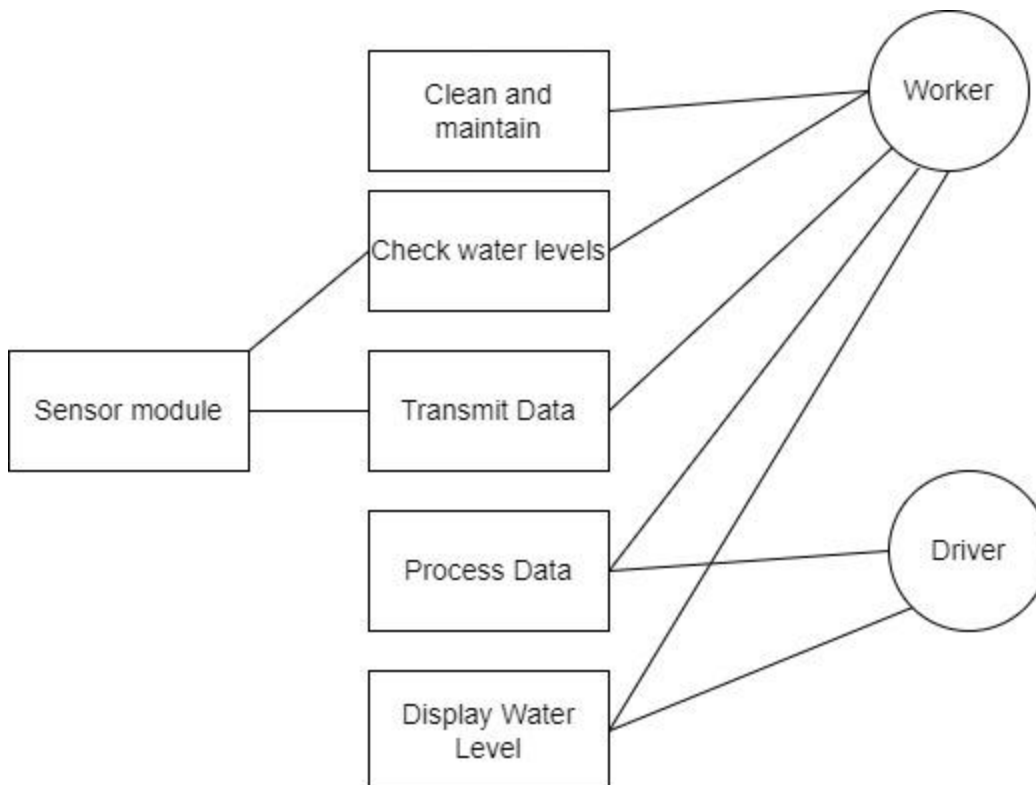 Clean and
maintain
Worker
Check water levels
Sensor module
Transmit Data
Process Data
Driver
Display Water
Level